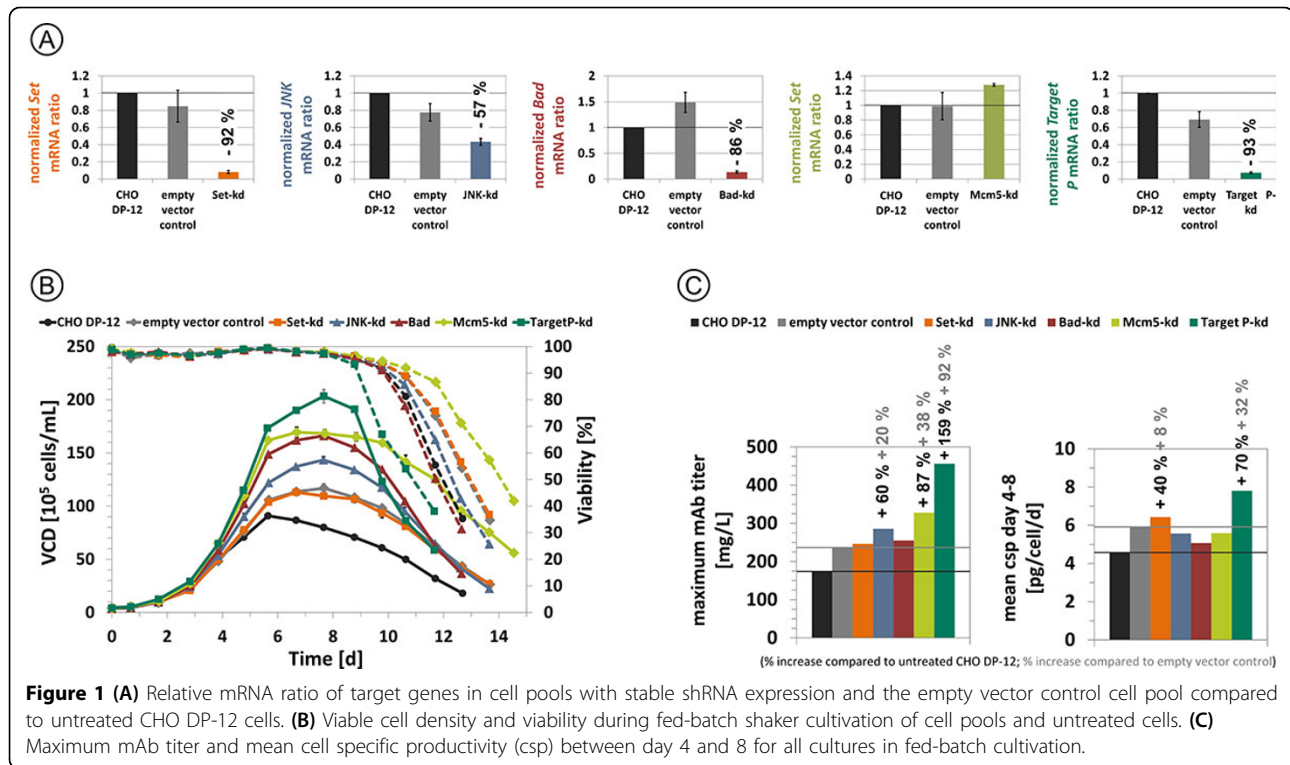 A
normalized Set
mRNA ratio
1.2
1
0.8
0.6
0.4
0.2
0
- 92 %
CHO
DP-12
empty
vector
control
Set-kd
normalized JNK
mRNA ratio
1.2
1
0.8
0.6
0.4
0.2
0
- 57 %
CHO
DP-12
empty
vector
control
JNK-kd
normalized Bad
mRNA ratio
2
1.5
1
0.5
0
- 86 %
CHO
DP-12
empty
vector
control
Bad-kd
normalized Set
mRNA ratio
1.4
1.2
1.0
0.8
0.6
0.4
0.2
0
CHO
DP-12
empty
vector
control
Mcm5-kd
normalized Target
P mRNA ratio
1.2
1
0.8
0.6
0.4
0.2
0
- 93 %
CHO
DP-12
empty
vector
control
Target P-
kd
B
CHO DP-12 empty vector control Set-kd JNK-kd Bad Mcm5-kd TargetP-kd
VCD [10⁵ cells/mL]
250
200
150
100
50
0
100
90
80
70
60
50
40
30
20
10
0
Viability [%]
0 2 4 6 8 10 12 14
Time [d]
C
CHO DP-12 empty vector control Set-kd JNK-kd Bad-kd Mcm5-kd Target P-kd
maximum mAb titer
[mg/L]
500
400
300
200
100
0
+ 60 % + 20 %
+ 87 % + 38 %
+159 % + 92 %
mean csp day 4-8
[pg/cell/d]
10
8
6
4
2
0
+ 40 % + 8 %
+ 70 % + 32 %
(% increase compared to untreated CHO DP-12; % increase compared to empty vector control)
Figure 1 (A) Relative mRNA ratio of target genes in cell pools with stable shRNA expression and the empty vector control cell pool compared
to untreated CHO DP-12 cells. (B) Viable cell density and viability during fed-batch shaker cultivation of cell pools and untreated cells. (C)
Maximum mAb titer and mean cell specific productivity (csp) between day 4 and 8 for all cultures in fed-batch cultivation.